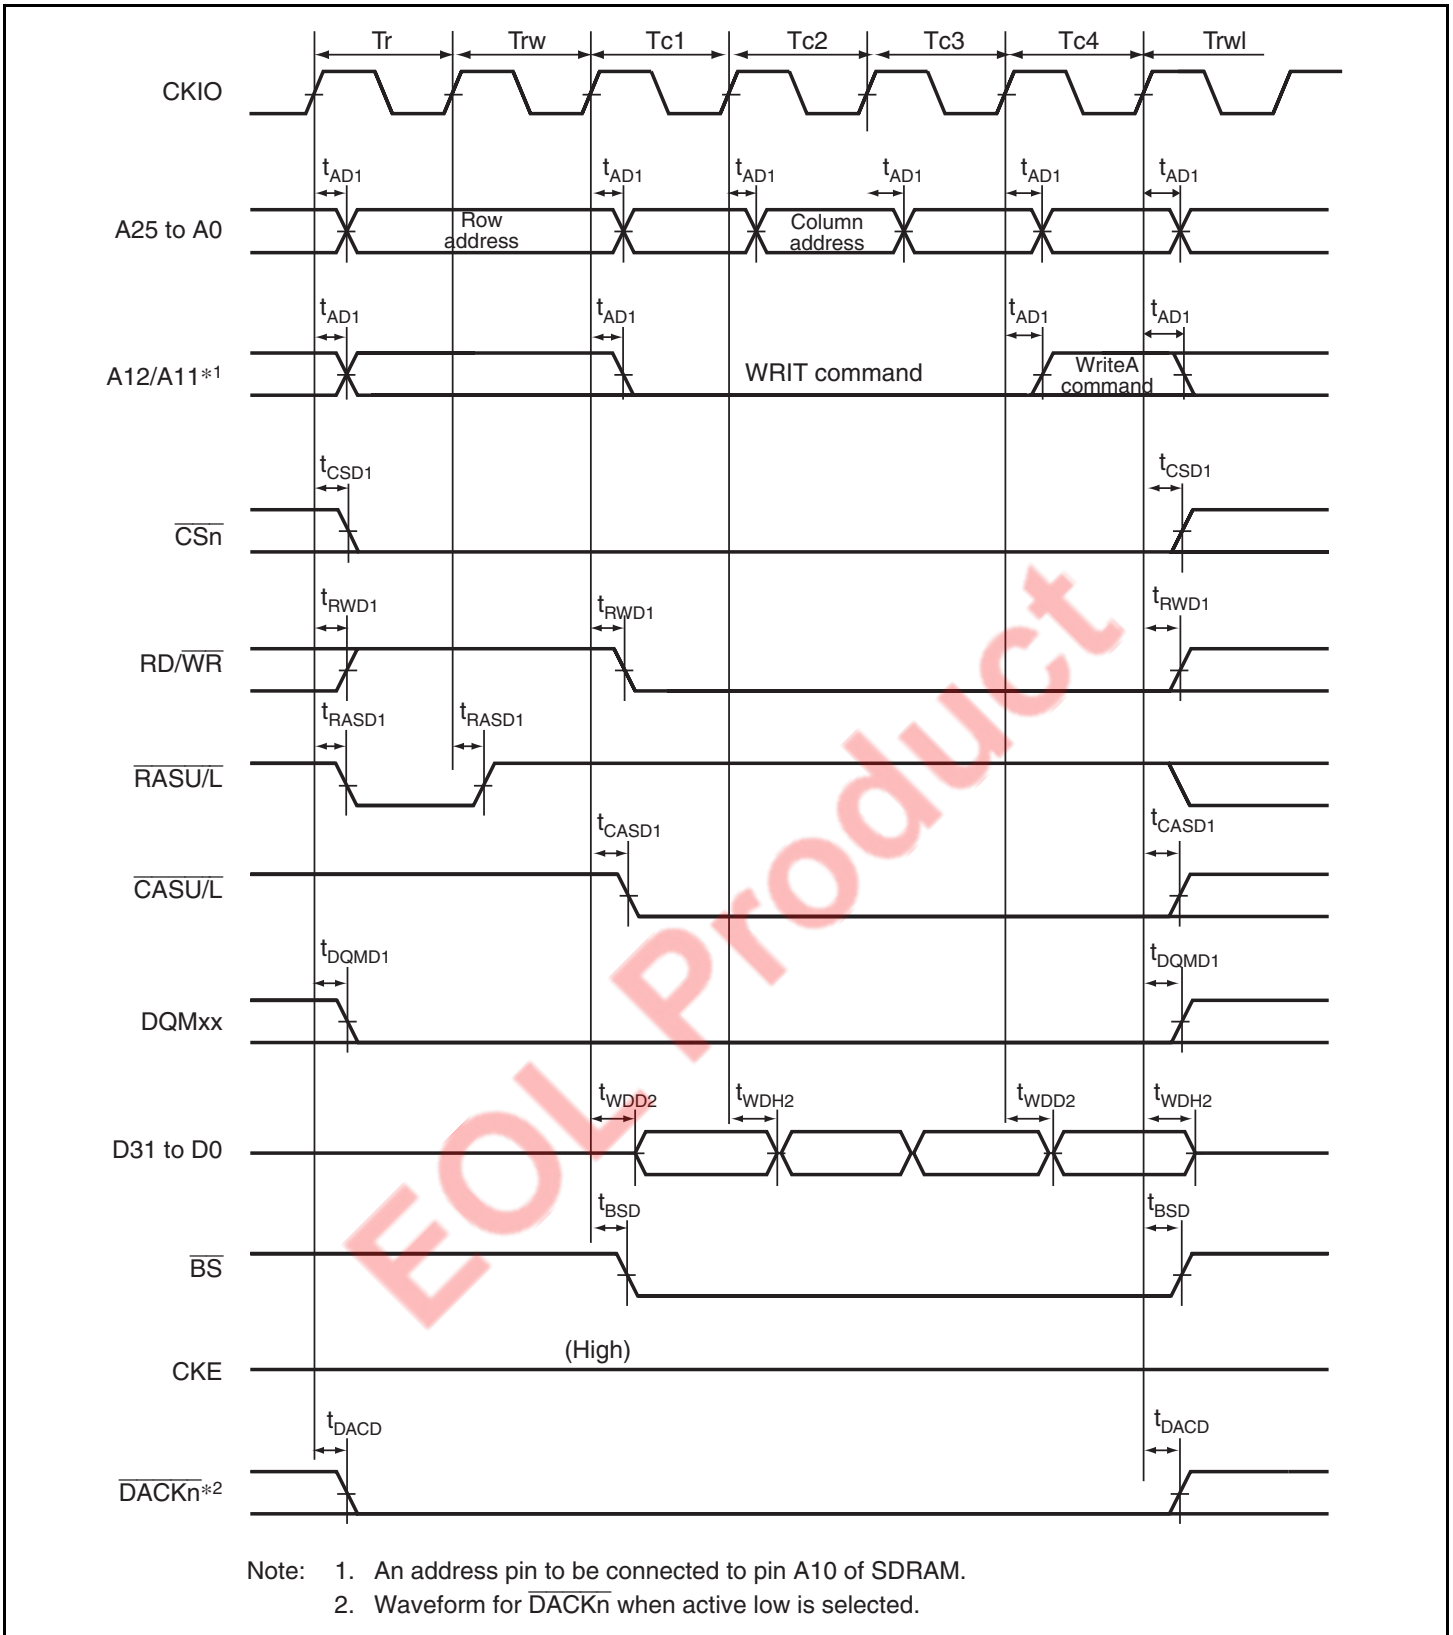 Tr Trw Tc1 Tc2 Tc3 Tc4 Trwl
CKIO
tAD1 tAD1 tAD1 tAD1 tAD1 tAD1
A25 to A0
Row address
Column address
tAD1 tAD1 tAD1 tAD1
A12/A11*1
WRIT command
WriteA command
tCSD1 tCSD1
CSn
tRWD1 tRWD1 tRWD1
RD/WR
tRASD1 tRASD1
RASU/L
tCASD1 tCASD1
CASU/L
tDQMD1 tDQMD1
DQMxx
tWDD2 tWDH2 tWDD2 tWDH2
D31 to D0
tBSD tBSD
BS
(High)
CKE
tDACD tDACD
DACKn*2
EOL Product
Note: 1. An address pin to be connected to pin A10 of SDRAM.
2. Waveform for DACKn when active low is selected.